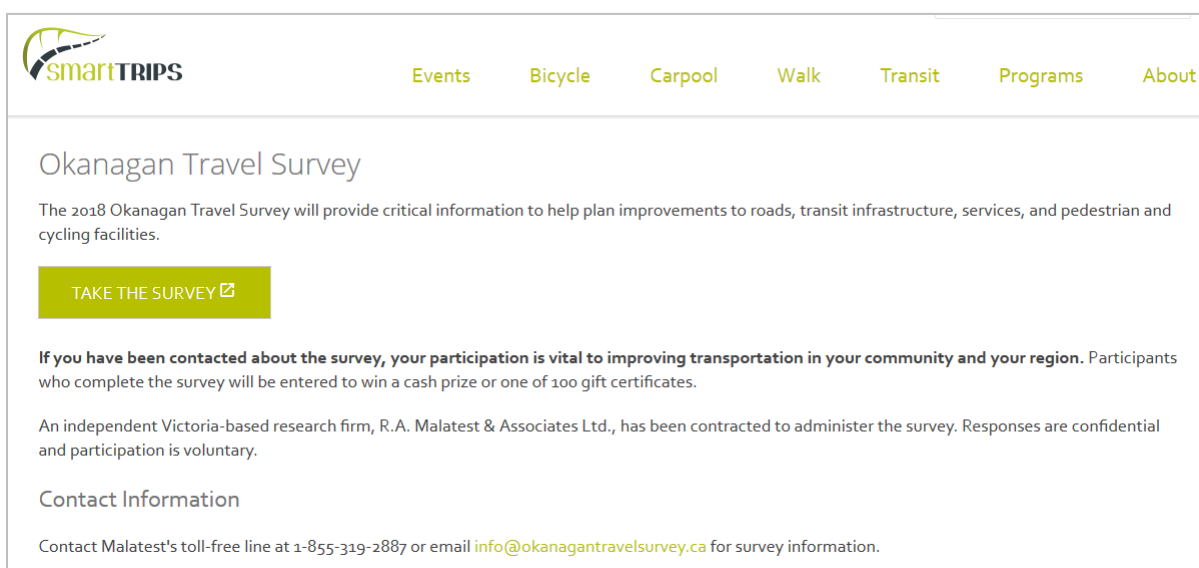 smartTRIPS
Events Bicycle Carpool Walk Transit Programs About
Okanagan Travel Survey
The 2018 Okanagan Travel Survey will provide critical information to help plan improvements to roads, transit infrastructure, services, and pedestrian and
cycling facilities.
TAKE THE SURVEY
If you have been contacted about the survey, your participation is vital to improving transportation in your community and your region. Participants
who complete the survey will be entered to win a cash prize or one of 100 gift certificates.
An independent Victoria-based research firm, R.A. Malatest & Associates Ltd., has been contracted to administer the survey. Responses are confidential
and participation is voluntary.
Contact Information
Contact Malatest's toll-free line at 1-855-319-2887 or email info@okanagantravelsurvey.ca for survey information.